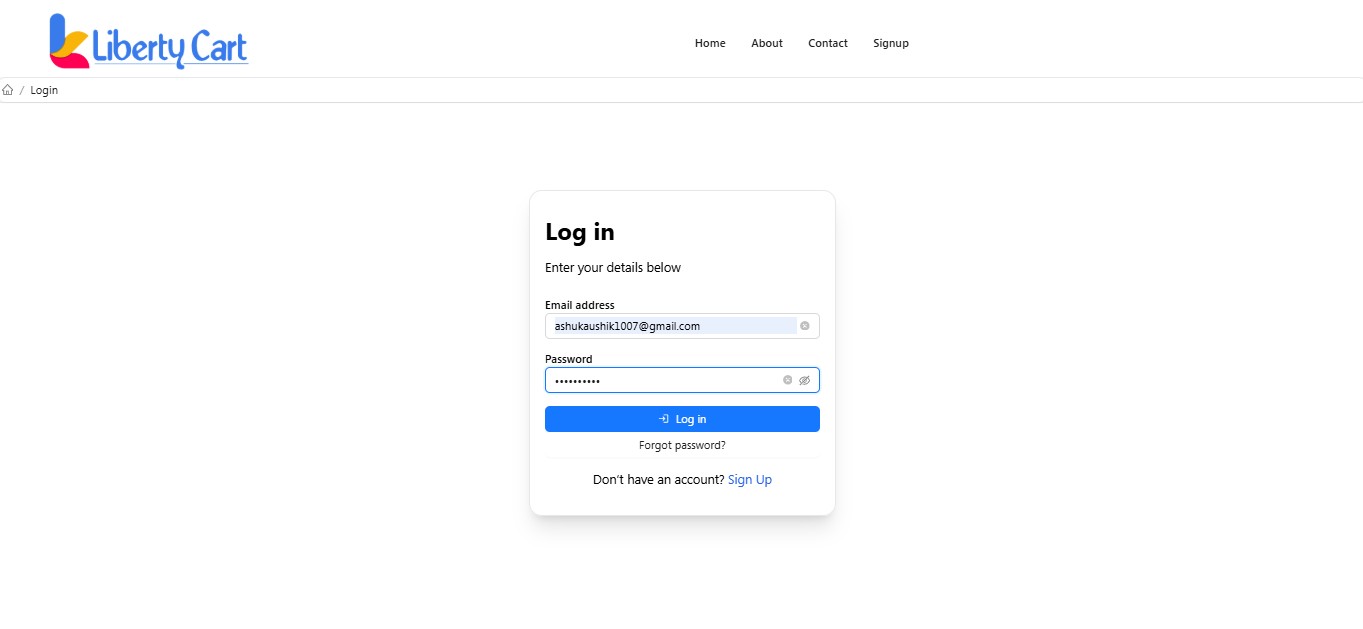 Liberty Cart
Home About Contact Signup
/ Login
Log in
Enter your details below
Email address
ashukaushik1007@gmail.com
Password
••••••••••
Log in
Forgot password?
Don't have an account? Sign Up